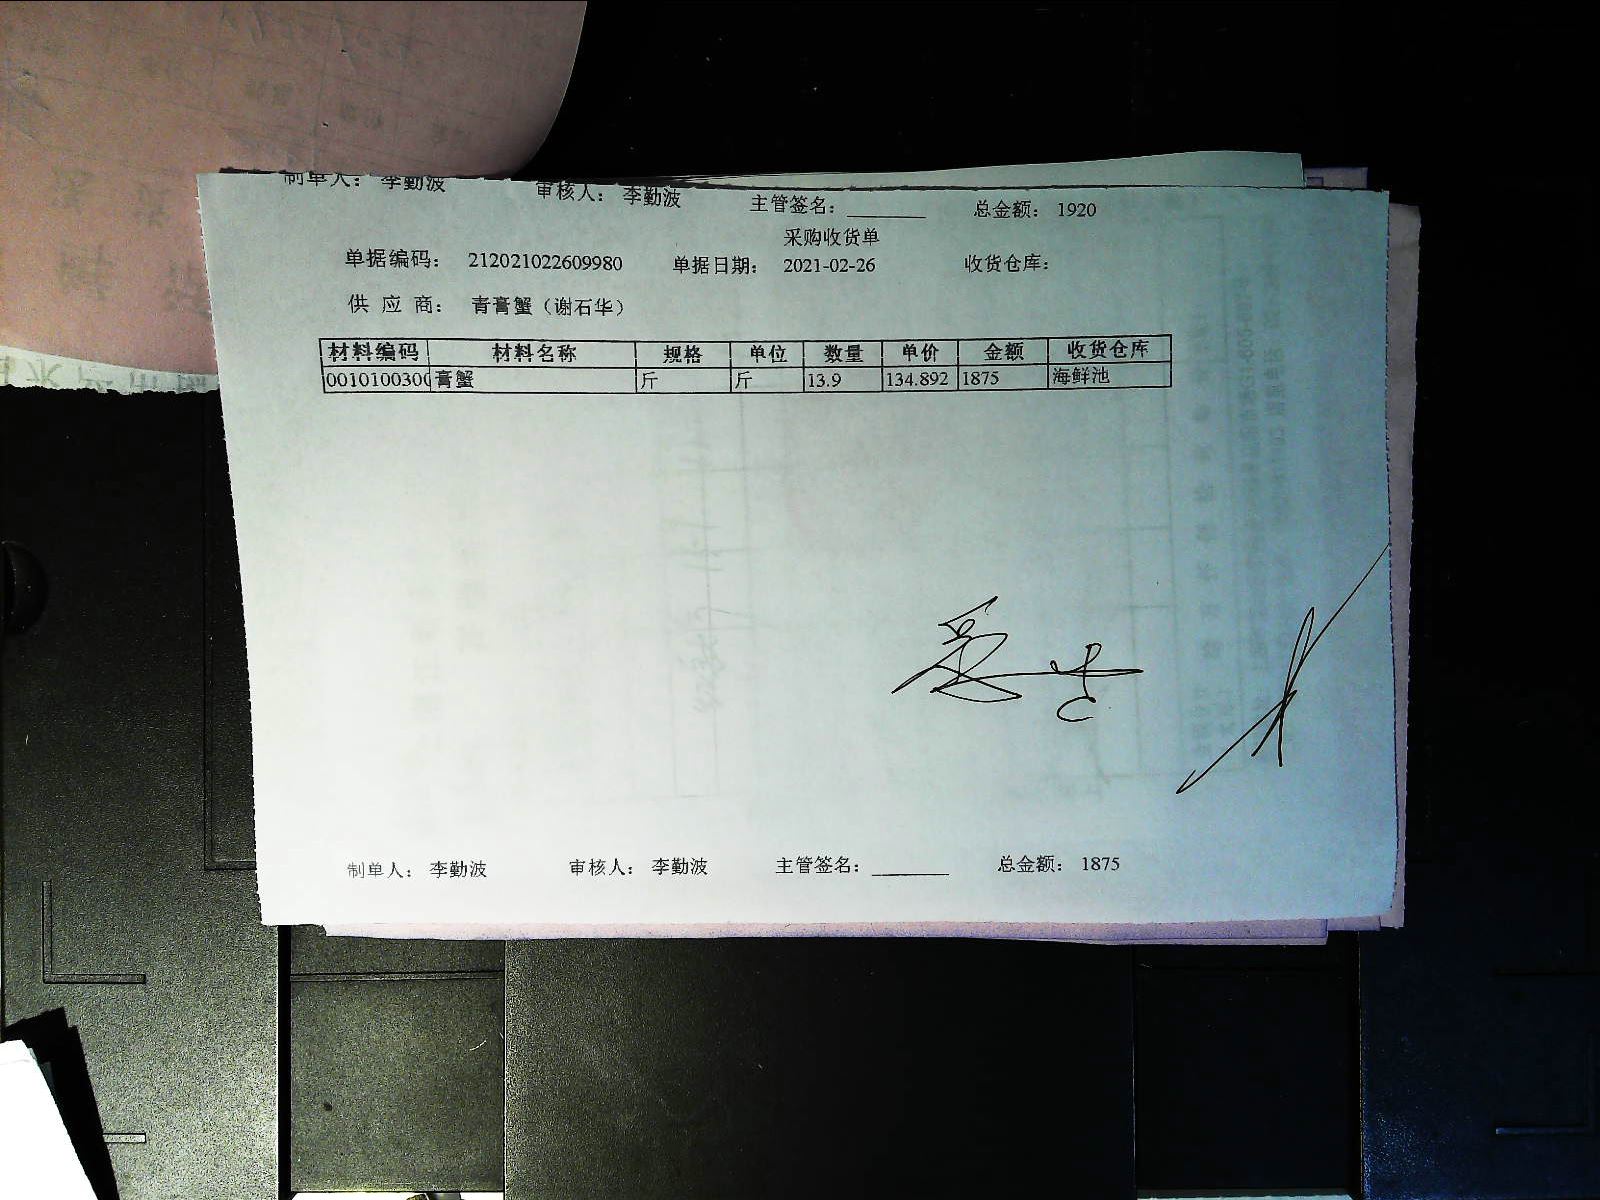 制单人： 李勤波 审核人： 李勤波 主管签名：________ 总金额： 1920
采购收货单
单据编码： 212021022609980 单据日期： 2021-02-26 收货仓库：
供 应 商： 青膏蟹（谢石华）
材料编码 材料名称 规格 单位 数量 单价 金额 收货仓库
0010100300 膏蟹 斤 斤 13.9 134.892 1875 海鲜池
制单人： 李勤波 审核人： 李勤波 主管签名：________ 总金额： 1875